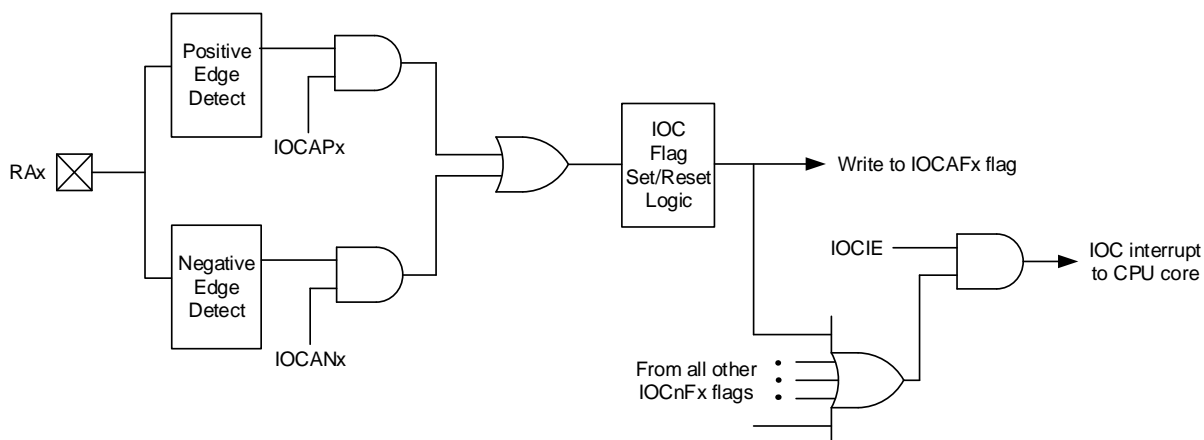 Positive
Edge
Detect
IOCAPx
RAx
Negative
Edge
Detect
IOCANx
IOC
Flag
Set/Reset
Logic
Write to IOCAFx flag
IOCIE
IOC interrupt
to CPU core
From all other
IOCnFx flags